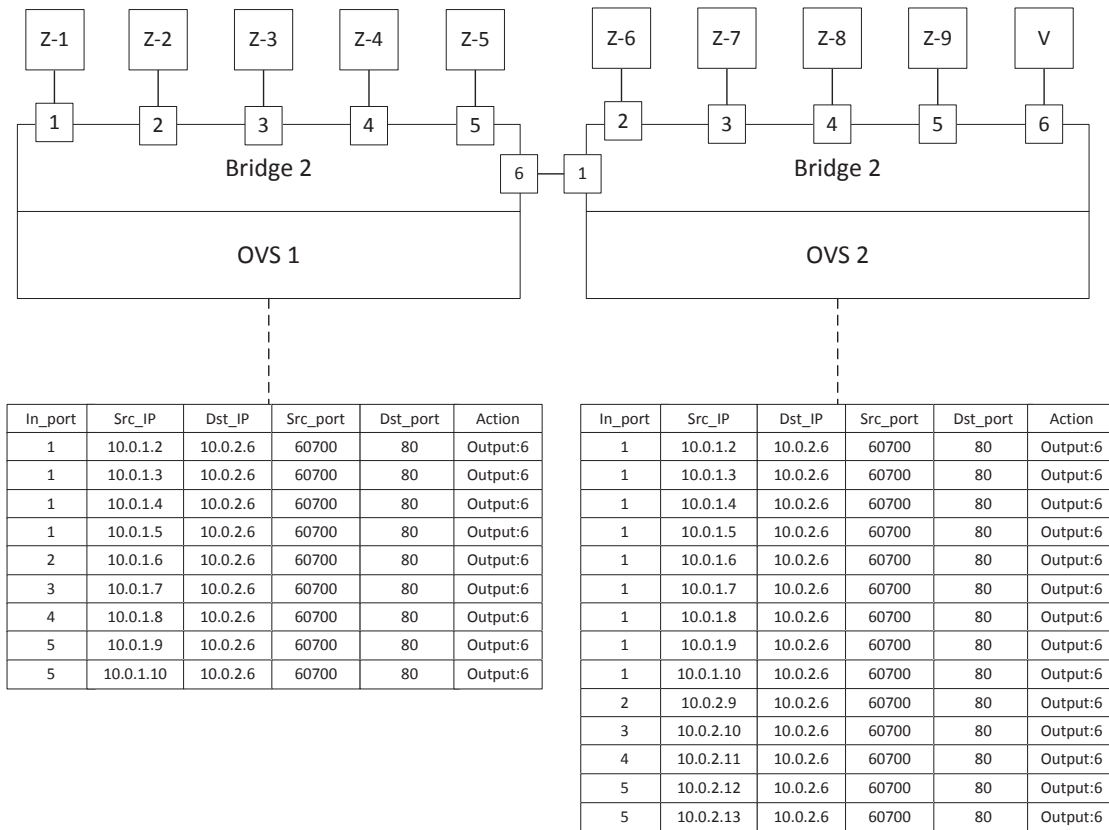 Z-1 Z-2 Z-3 Z-4 Z-5 Z-6 Z-7 Z-8 Z-9 V
1 2 3 4 5 2 3 4 5 6
Bridge 2 6 1 Bridge 2
OVS 1 OVS 2
In_port Src_IP Dst_IP Src_port Dst_port Action
1 10.0.1.2 10.0.2.6 60700 80 Output:6
1 10.0.1.3 10.0.2.6 60700 80 Output:6
1 10.0.1.4 10.0.2.6 60700 80 Output:6
1 10.0.1.5 10.0.2.6 60700 80 Output:6
2 10.0.1.6 10.0.2.6 60700 80 Output:6
3 10.0.1.7 10.0.2.6 60700 80 Output:6
4 10.0.1.8 10.0.2.6 60700 80 Output:6
5 10.0.1.9 10.0.2.6 60700 80 Output:6
5 10.0.1.10 10.0.2.6 60700 80 Output:6
In_port Src_IP Dst_IP Src_port Dst_port Action
1 10.0.1.2 10.0.2.6 60700 80 Output:6
1 10.0.1.3 10.0.2.6 60700 80 Output:6
1 10.0.1.4 10.0.2.6 60700 80 Output:6
1 10.0.1.5 10.0.2.6 60700 80 Output:6
1 10.0.1.6 10.0.2.6 60700 80 Output:6
1 10.0.1.7 10.0.2.6 60700 80 Output:6
1 10.0.1.8 10.0.2.6 60700 80 Output:6
1 10.0.1.9 10.0.2.6 60700 80 Output:6
1 10.0.1.10 10.0.2.6 60700 80 Output:6
2 10.0.2.9 10.0.2.6 60700 80 Output:6
3 10.0.2.10 10.0.2.6 60700 80 Output:6
4 10.0.2.11 10.0.2.6 60700 80 Output:6
5 10.0.2.12 10.0.2.6 60700 80 Output:6
5 10.0.2.13 10.0.2.6 60700 80 Output:6